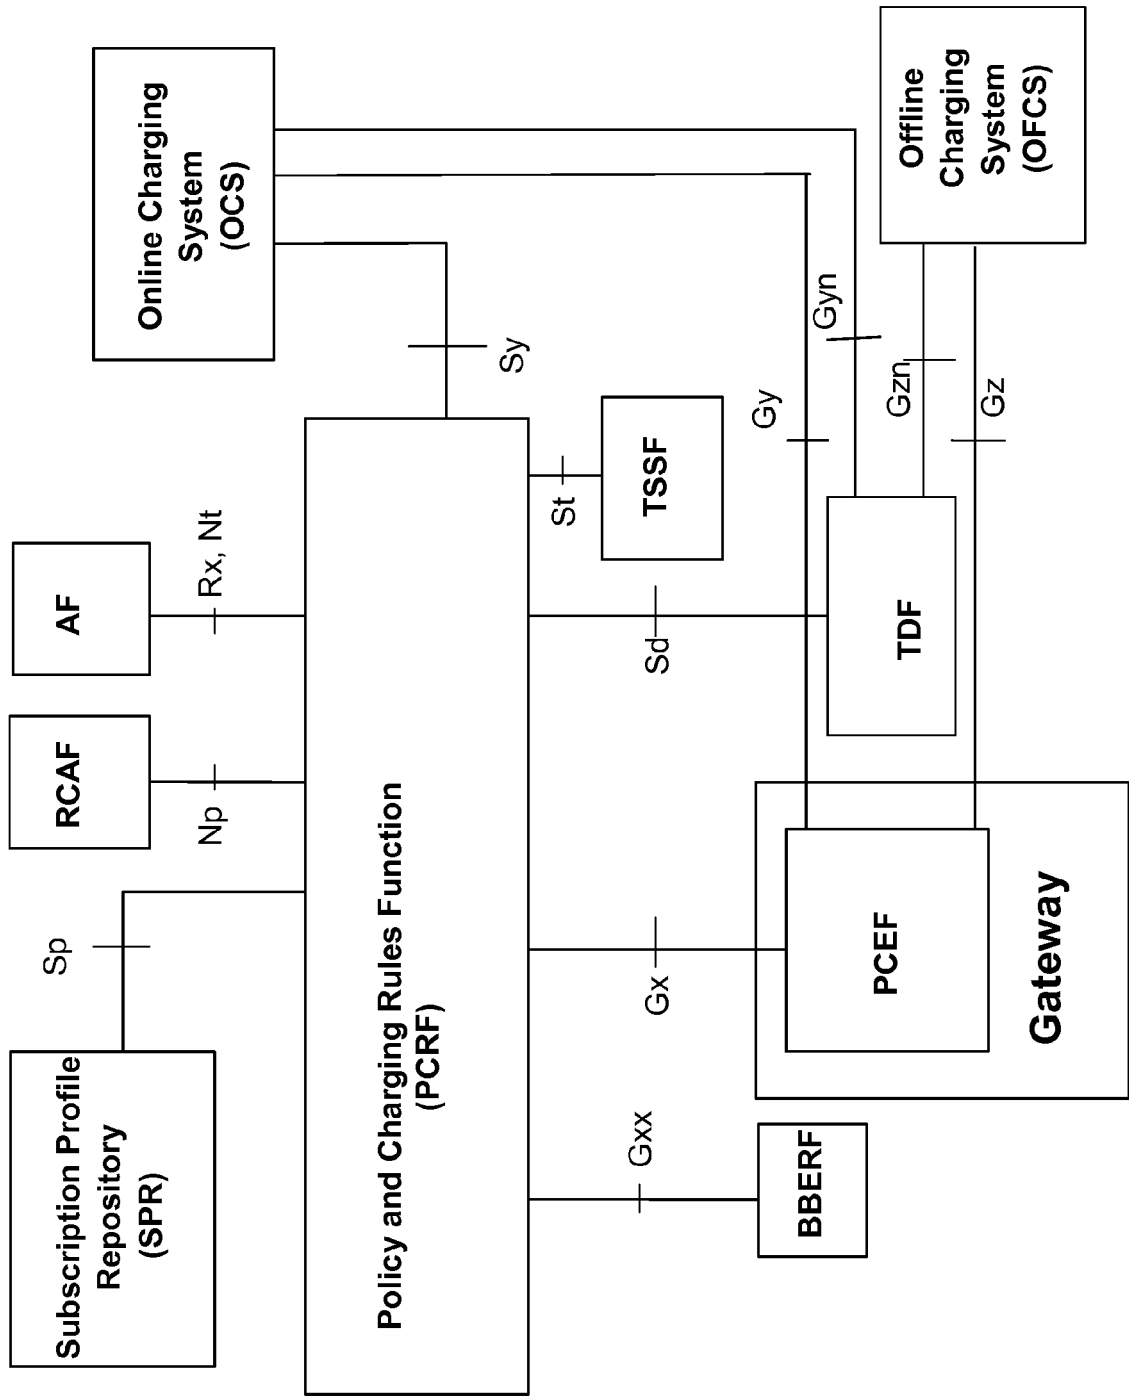 Subscription Profile
Repository
(SPR)
Sp
RCAF
Np
AF
Rx, Nt
Online Charging
System
(OCS)
Policy and Charging Rules Function
(PCRF)
Sy
Gxx
Gx
Sd
St
TSSF
Gy
Gyn
BBERF
PCEF
Gateway
TDF
Gzn
Gz
Offline
Charging
System
(OFCS)